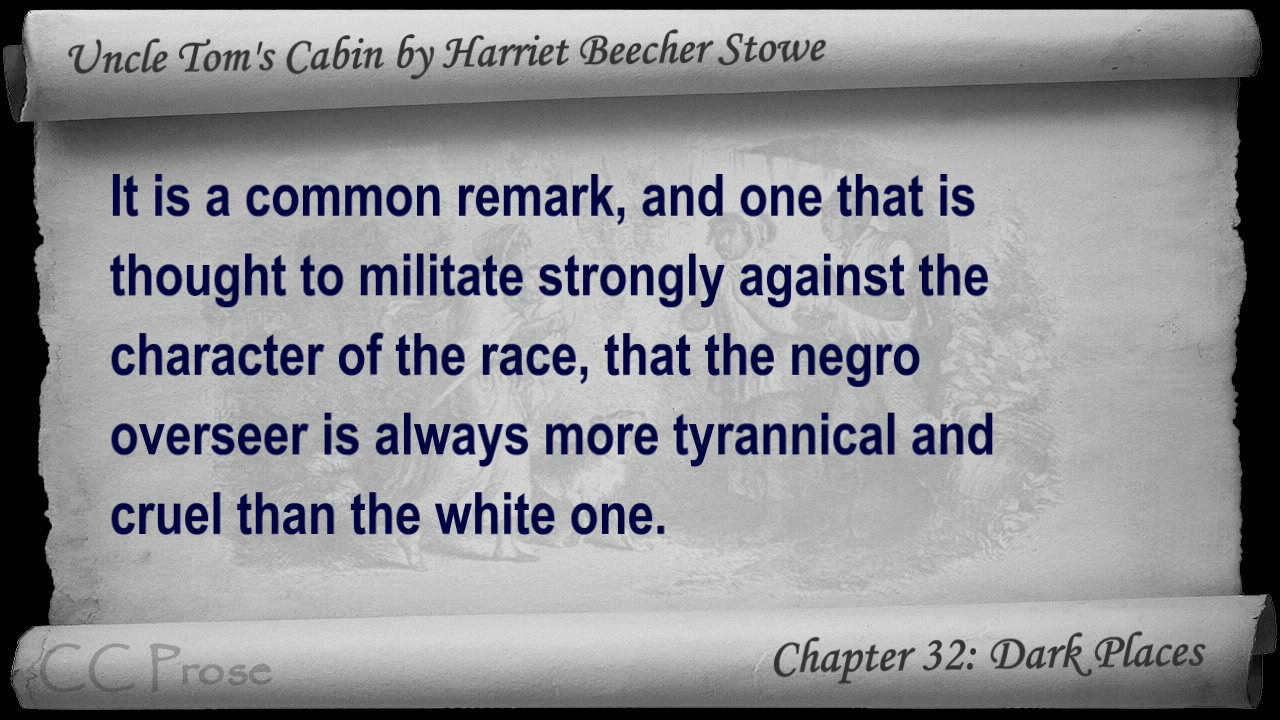 Uncle Tom's Cabin by Harriet Beecher Stowe
It is a common remark, and one that is
thought to militate strongly against the
character of the race, that the negro
overseer is always more tyrannical and
cruel than the white one.
CC Prose
Chapter 32: Dark Places